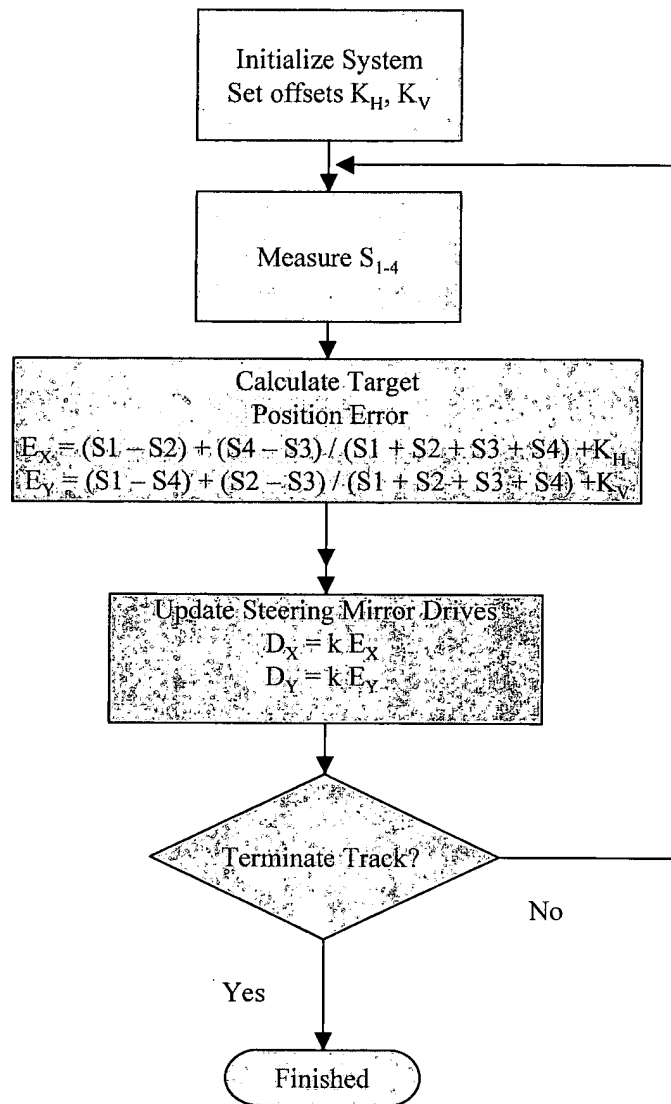 Initialize System
Set offsets K_H, K_V
Measure S_1-4
Calculate Target
Position Error
E_X = (S1 – S2) + (S4 – S3) / (S1 + S2 + S3 + S4) +K_H
E_Y = (S1 – S4) + (S2 – S3) / (S1 + S2 + S3 + S4) +K_V
Update Steering Mirror Drives
D_X = k E_X
D_Y = k E_Y
Terminate Track?
No
Yes
Finished